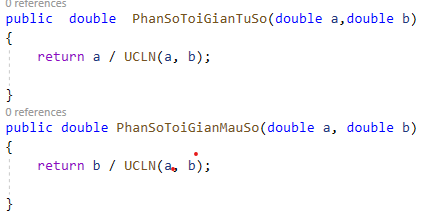 0 references
public double PhanSoToiGianTuSo(double a,double b)
{
return a / UCLN(a, b);
}
0 references
public double PhanSoToiGianMauSo(double a, double b)
{
return b / UCLN(a, b);
}